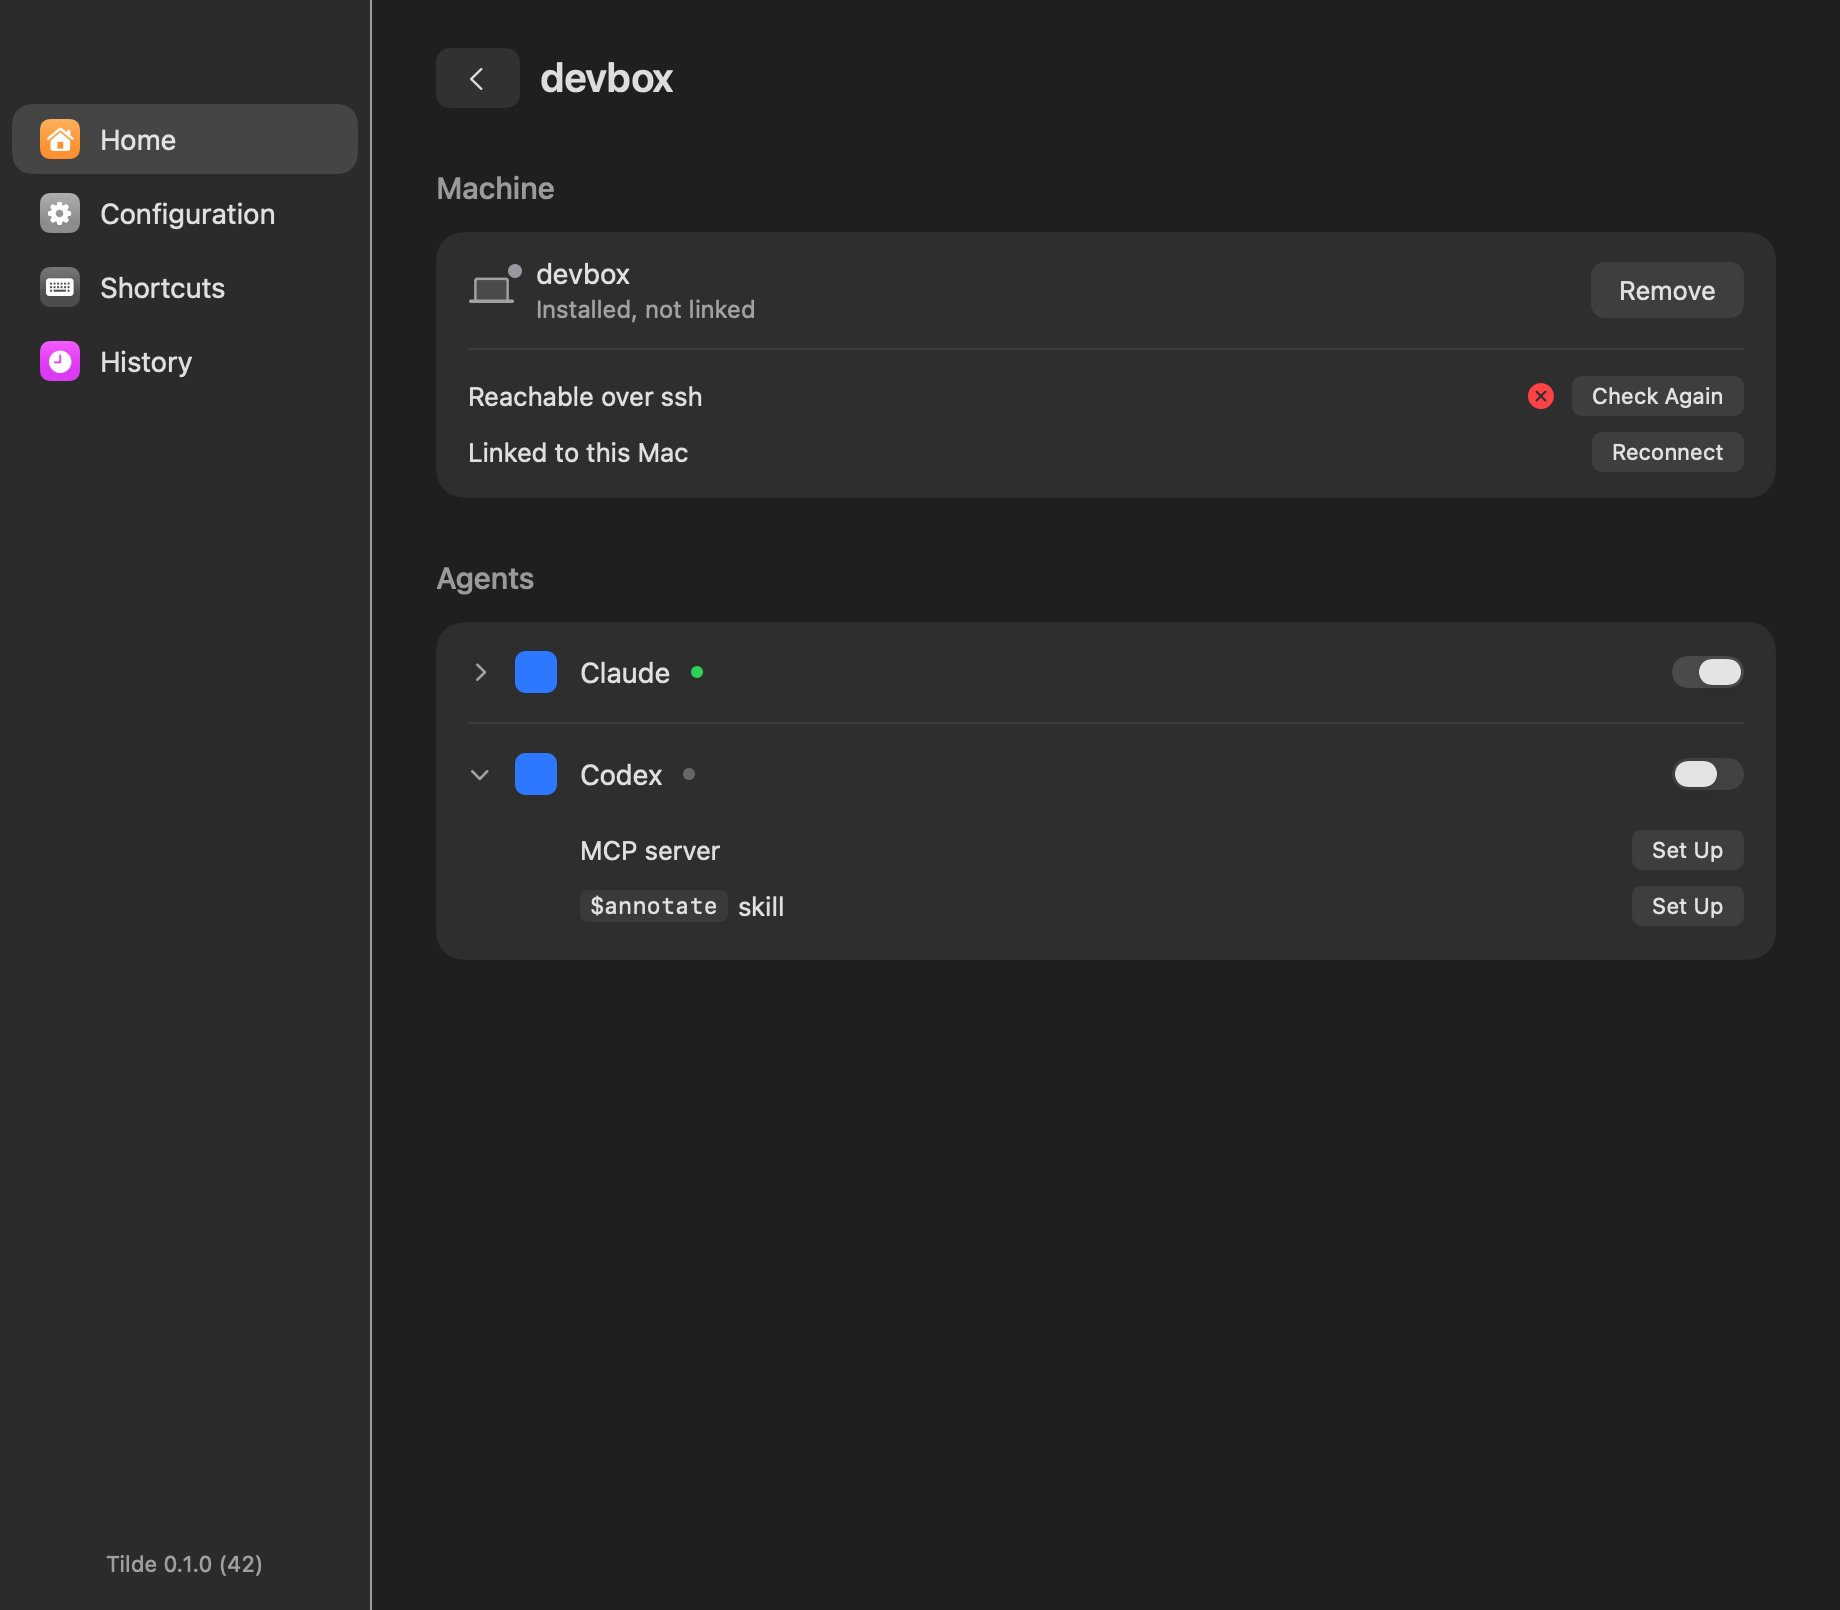 devbox
Home
Configuration
Shortcuts
History
Machine
devbox
Installed, not linked
Remove
Reachable over ssh
Check Again
Linked to this Mac
Reconnect
Agents
Claude
Codex
MCP server
Set Up
$annotate skill
Set Up
Tilde 0.1.0 (42)